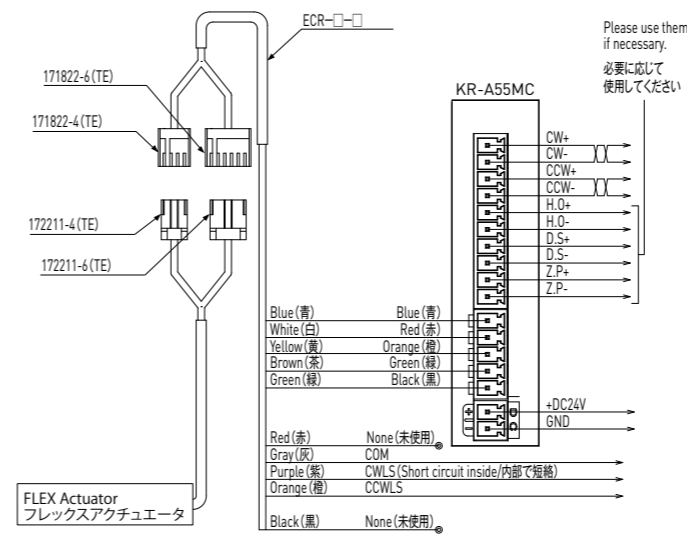 ECR-□-□
Please use them
if necessary.
必要に応じて
使用してください
171822-6(TE)
171822-4(TE)
172211-4(TE)
172211-6(TE)
KR-A55MC
CW+
CW-
CCW+
CCW-
H.O+
H.O-
D.S+
D.S-
Z.P+
Z.P-
Blue(青) Blue(青)
White(白) Red(赤)
Yellow(黄) Orange(橙)
Brown(茶) Green(緑)
Green(緑) Black(黒)
+ D +DC24V
- C GND
Red(赤) None(未使用)
Gray(灰) COM
Purple(紫) CWLS(Short circuit inside/内部で短絡)
Orange(橙) CCWLS
Black(黒) None(未使用)
FLEX Actuator
フレックスアクチュエータ